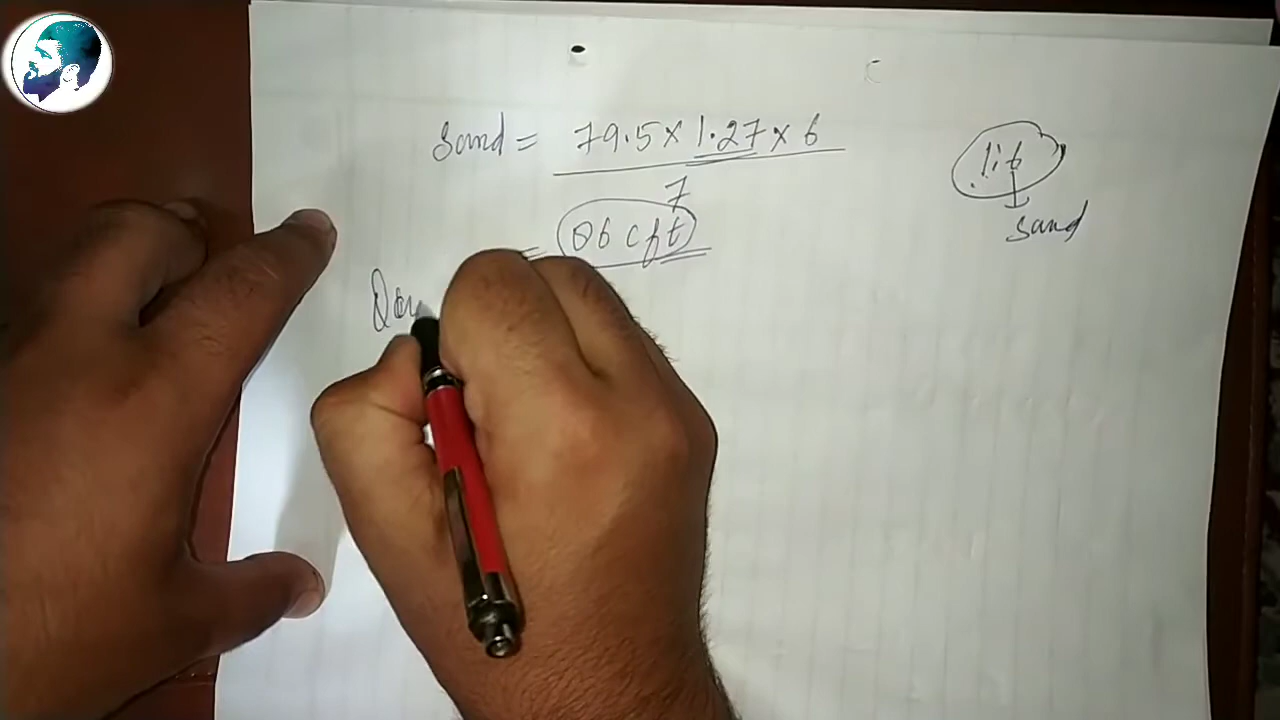 sand = 79.5 x 1.27 x 6
7
= 86 cft
1:6
sand